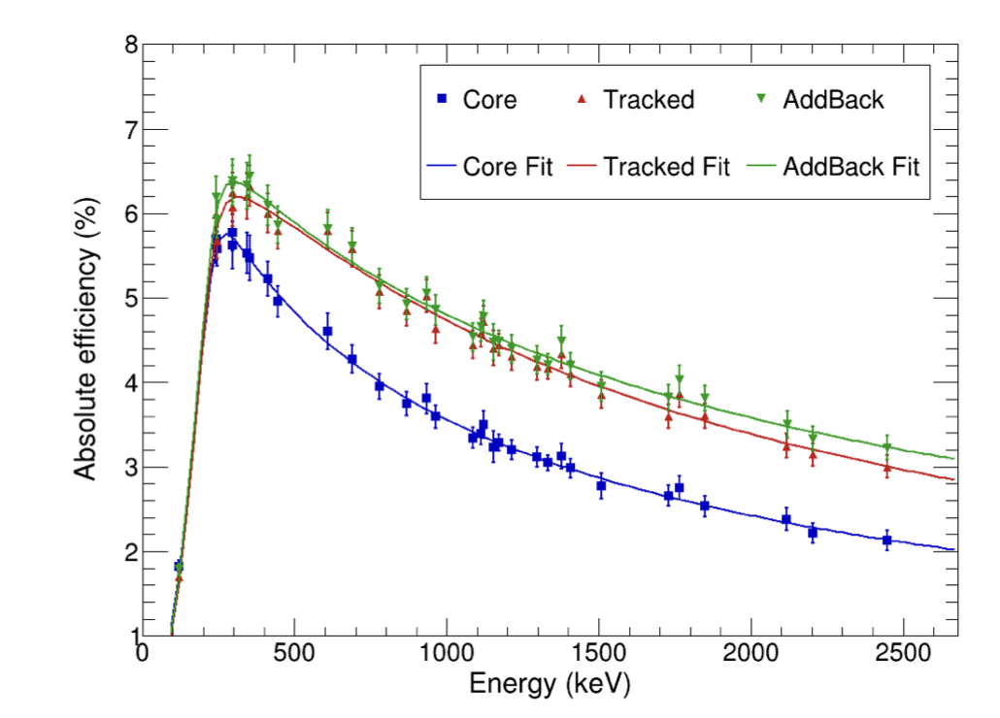 8
7
6
5
4
3
2
1
Absolute efficiency (%)
Core Tracked AddBack
Core Fit Tracked Fit AddBack Fit
0 500 1000 1500 2000 2500
Energy (keV)